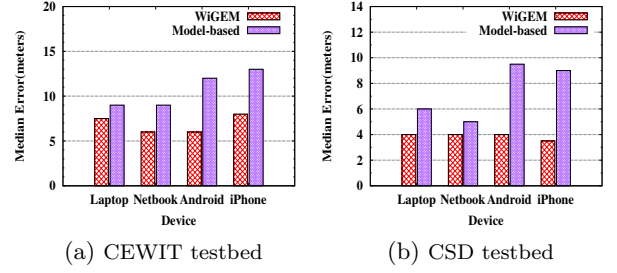 20
15
10
5
0
Median Error(meters)
WiGEM
Model-based
Laptop Netbook Android iPhone
Device
(a) CEWIT testbed
14
12
10
8
6
4
2
0
Median Error(meters)
WiGEM
Model-based
Laptop Netbook Android iPhone
Device
(b) CSD testbed